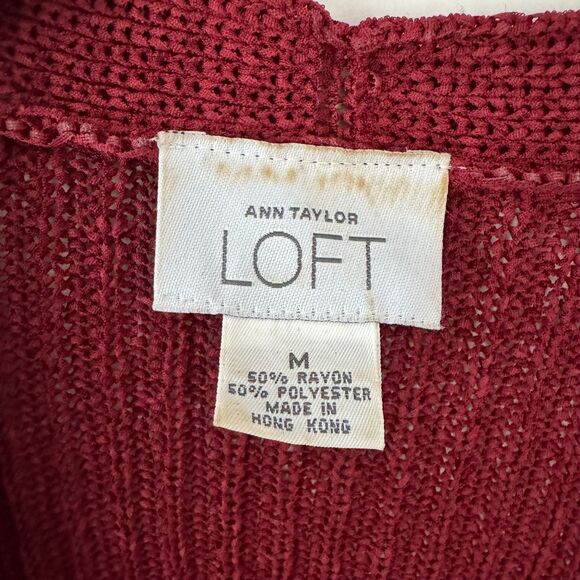 ANN TAYLOR
LOFT
M
50% RAYON
50% POLYESTER
MADE IN
HONG KONG